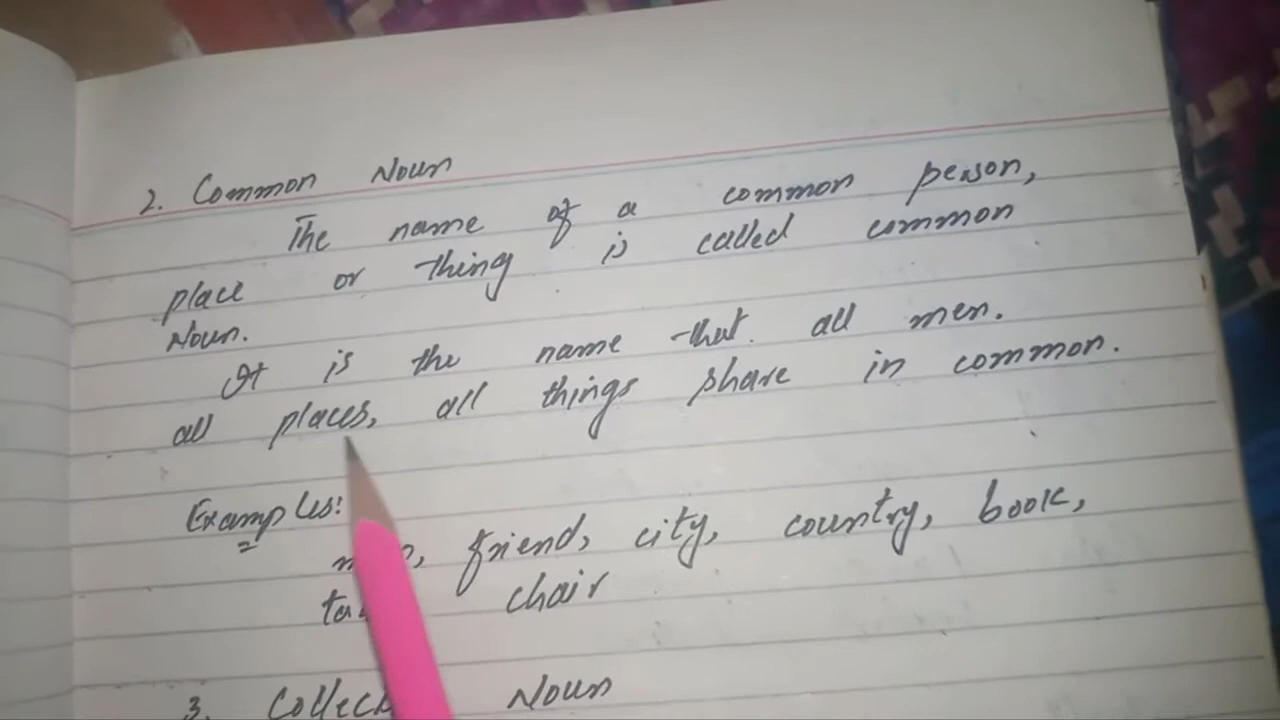 2. Common Noun
The name of a common person,
place or thing is called common
Noun.
It is the name that. all men.
all places, all things share in common.
Examples:
friend, city, country, book,
chair
3. Noun